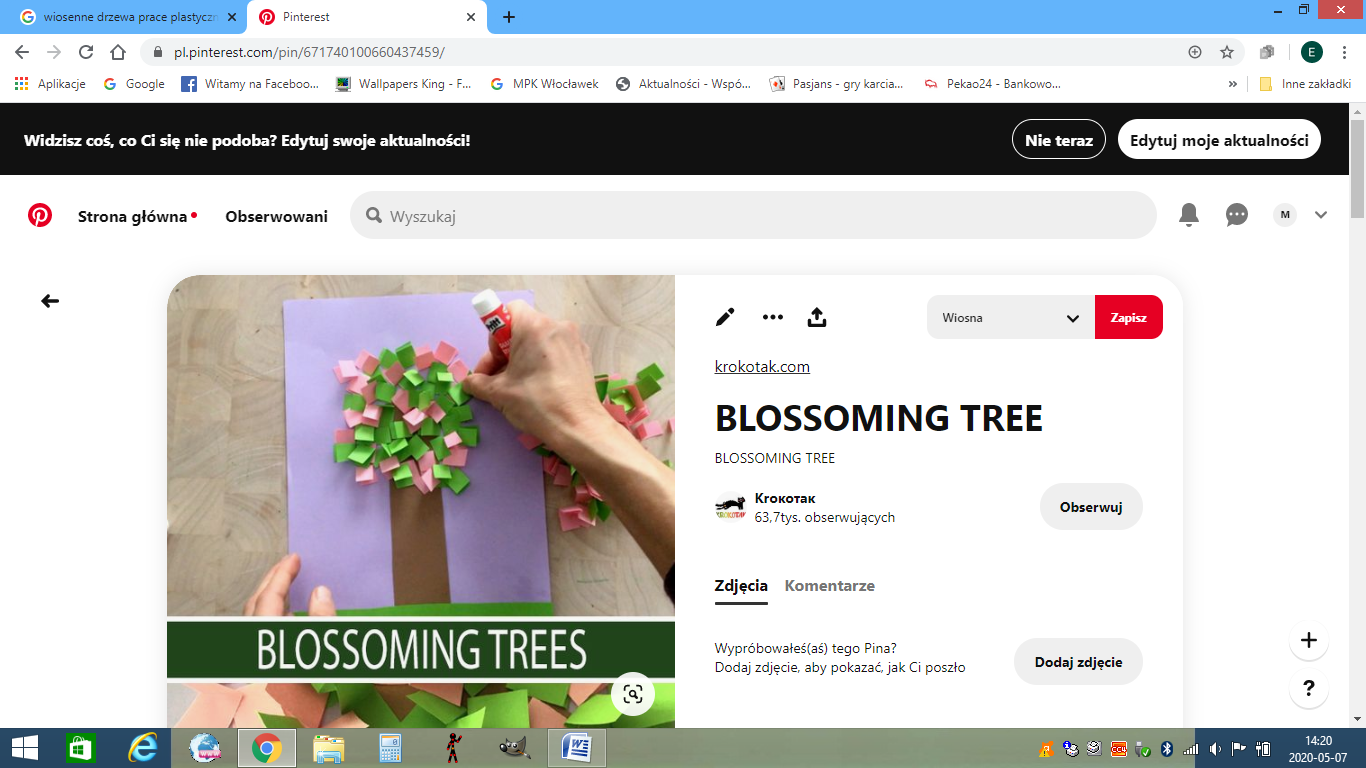 wiosenne drzewa prace plastyczn
Pinterest
pl.pinterest.com/pin/671740100660437459/
E
Aplikacje
Google
Witamy na Faceboo...
Wallpapers King - F...
MPK Włocławek
Aktualności - Wspó...
Pasjans - gry karcia...
Pekao24 - Bankowo...
»
Inne zakładki
Widzisz coś, co Ci się nie podoba? Edytuj swoje aktualności!
Nie teraz
Edytuj moje aktualności
Strona główna
Obserwowani
Wyszukaj
M
Wiosna
Zapisz
krokotak.com
BLOSSOMING TREE
BLOSSOMING TREE
Krokotak
63,7tys. obserwujących
Obserwuj
Zdjęcia
Komentarze
Wypróbowałeś(aś) tego Pina?
Dodaj zdjęcie, aby pokazać, jak Ci poszło
Dodaj zdjęcie
Pritt
BLOSSOMING TREES
+
?
14:20
2020-05-07